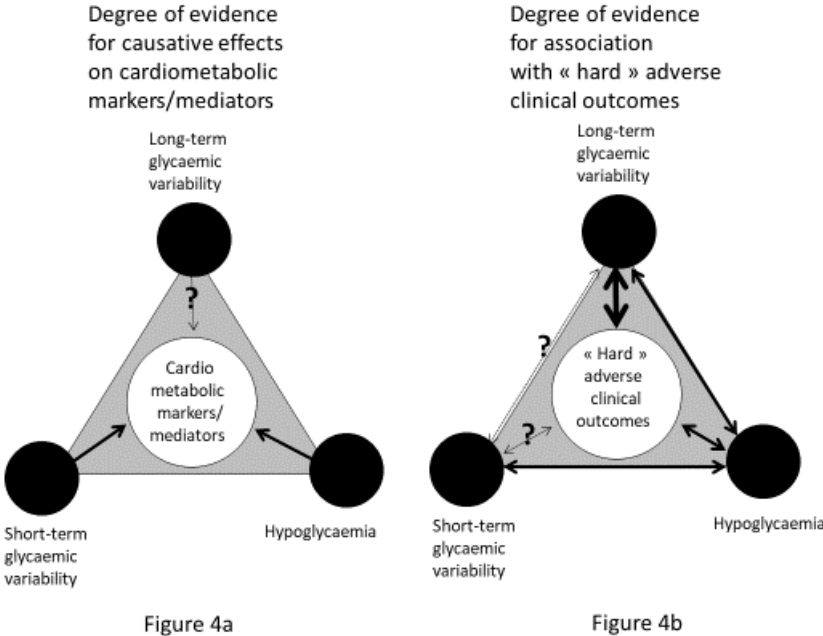 Degree of evidence
for causative effects
on cardiometabolic
markers/mediators
Long-term
glycaemic
variability
?
Cardio
metabolic
markers/
mediators
Short-term
glycaemic
variability
Hypoglycaemia
Figure 4a
Degree of evidence
for association
with « hard » adverse
clinical outcomes
Long-term
glycaemic
variability
?
« Hard »
adverse
clinical
outcomes
?
Short-term
glycaemic
variability
Hypoglycaemia
Figure 4b